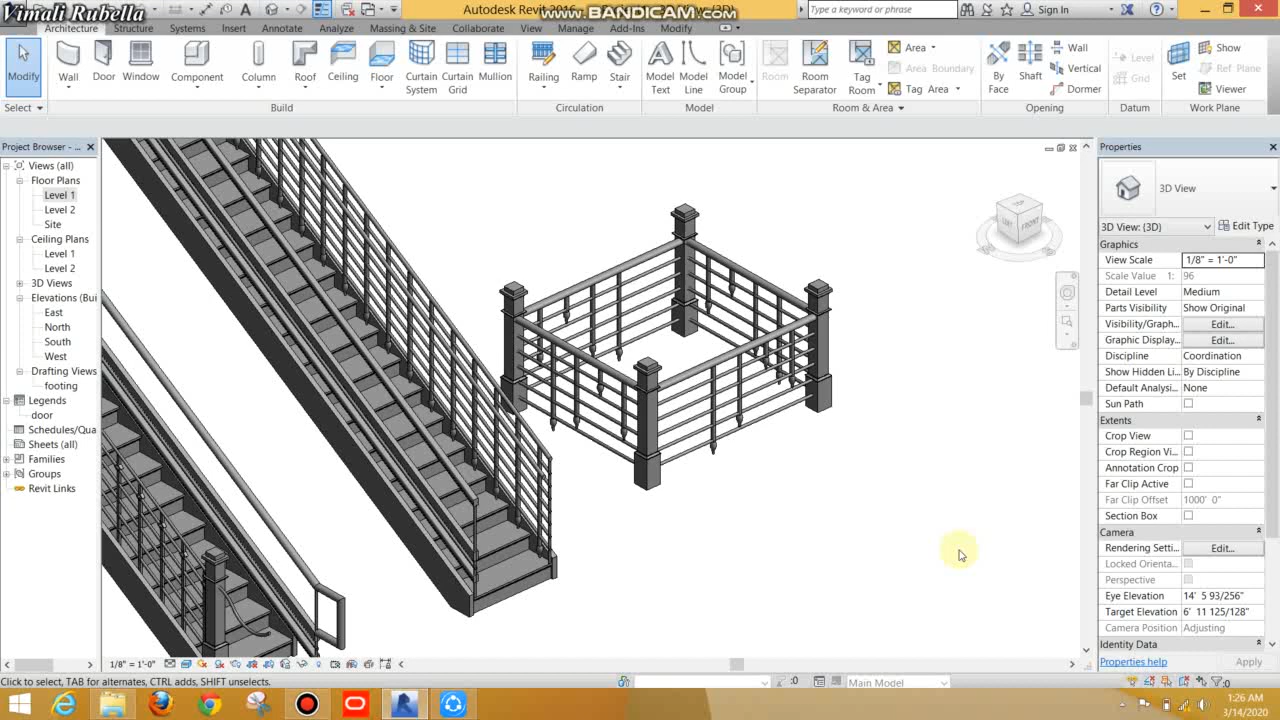 Vimali Rubella
Autodesk Revit 2016
www.BANDICAM.com
Type a keyword or phrase
Sign In
Architecture Structure Systems Insert Annotate Analyze Massing & Site Collaborate View Manage Add-Ins Modify
Modify Wall Door Window Component Column Roof Ceiling Floor Curtain System Curtain Grid Mullion Railing Ramp Stair Model Text Model Line Model Group Room Room Separator Tag Room
Area
Area Boundary
Tag Area
By Face Shaft
Wall
Vertical
Dormer
Level
Grid
Set
Show
Ref Plane
Viewer
Select Build Circulation Model Room & Area Opening Datum Work Plane
Project Browser - ...
Views (all)
Floor Plans
Level 1
Level 2
Site
Ceiling Plans
Level 1
Level 2
3D Views
Elevations (Bui
East
North
South
West
Drafting Views
footing
Legends
door
Schedules/Qua
Sheets (all)
Families
Groups
Revit Links
TOP
LEFT FRONT
Properties
3D View
3D View: {3D} Edit Type
Graphics
View Scale 1/8" = 1'-0"
Scale Value 1: 96
Detail Level Medium
Parts Visibility Show Original
Visibility/Graph... Edit...
Graphic Display... Edit...
Discipline Coordination
Show Hidden Li... By Discipline
Default Analysi... None
Sun Path
Extents
Crop View
Crop Region Vi...
Annotation Crop
Far Clip Active
Far Clip Offset 1000' 0"
Section Box
Camera
Rendering Setti... Edit...
Locked Orienta...
Perspective
Eye Elevation 14' 5 93/256"
Target Elevation 6' 11 125/128"
Camera Position Adjusting
Identity Data
Properties help Apply
1/8" = 1'-0"
Click to select, TAB for alternates, CTRL adds, SHIFT unselects.
:0
Main Model
:0
1:26 AM
3/14/2020